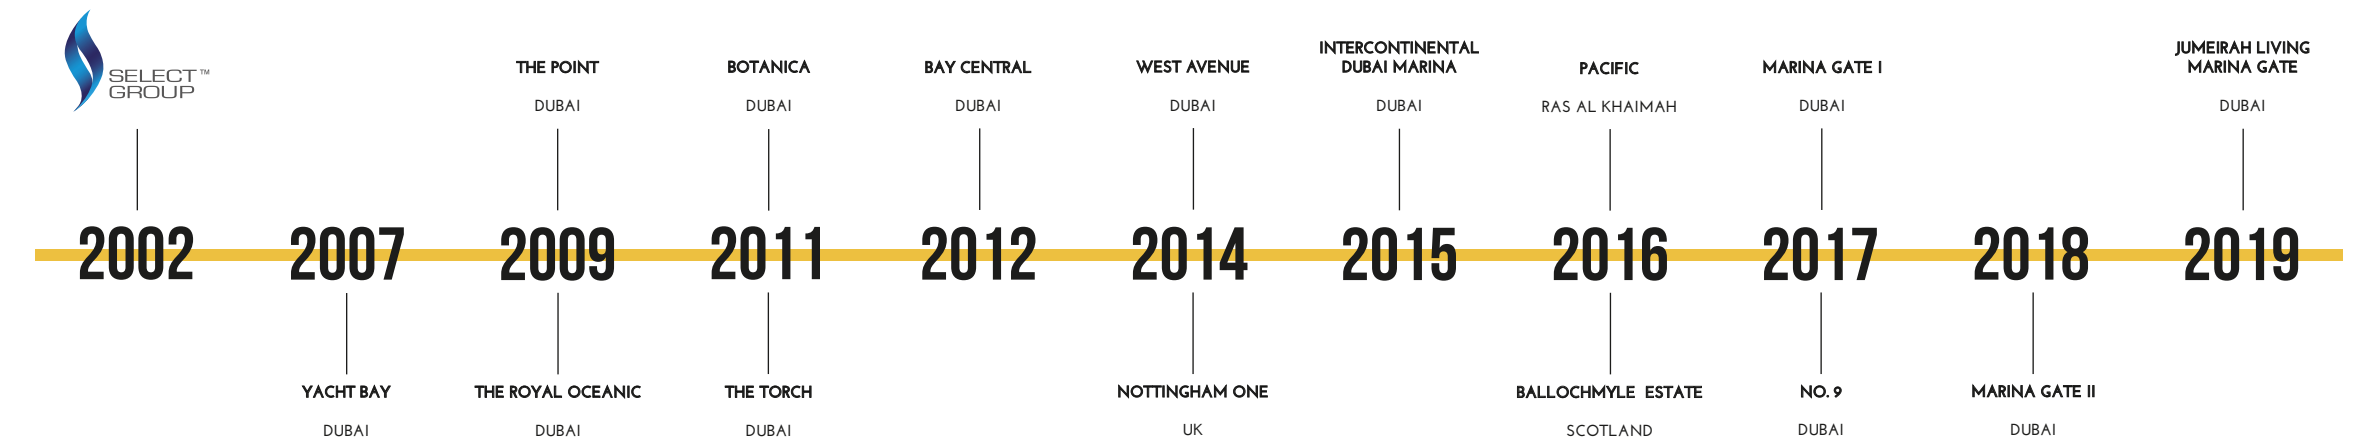 SELECT™
GROUP
THE POINT
DUBAI
BOTANICA
DUBAI
BAY CENTRAL
DUBAI
WEST AVENUE
DUBAI
INTERCONTINENTAL
DUBAI MARINA
DUBAI
PACIFIC
RAS AL KHAIMAH
MARINA GATE I
DUBAI
JUMEIRAH LIVING
MARINA GATE
DUBAI
2002
2007
2009
2011
2012
2014
2015
2016
2017
2018
2019
YACHT BAY
DUBAI
THE ROYAL OCEANIC
DUBAI
THE TORCH
DUBAI
NOTTINGHAM ONE
UK
BALLOCHMYLE ESTATE
SCOTLAND
NO. 9
DUBAI
MARINA GATE II
DUBAI